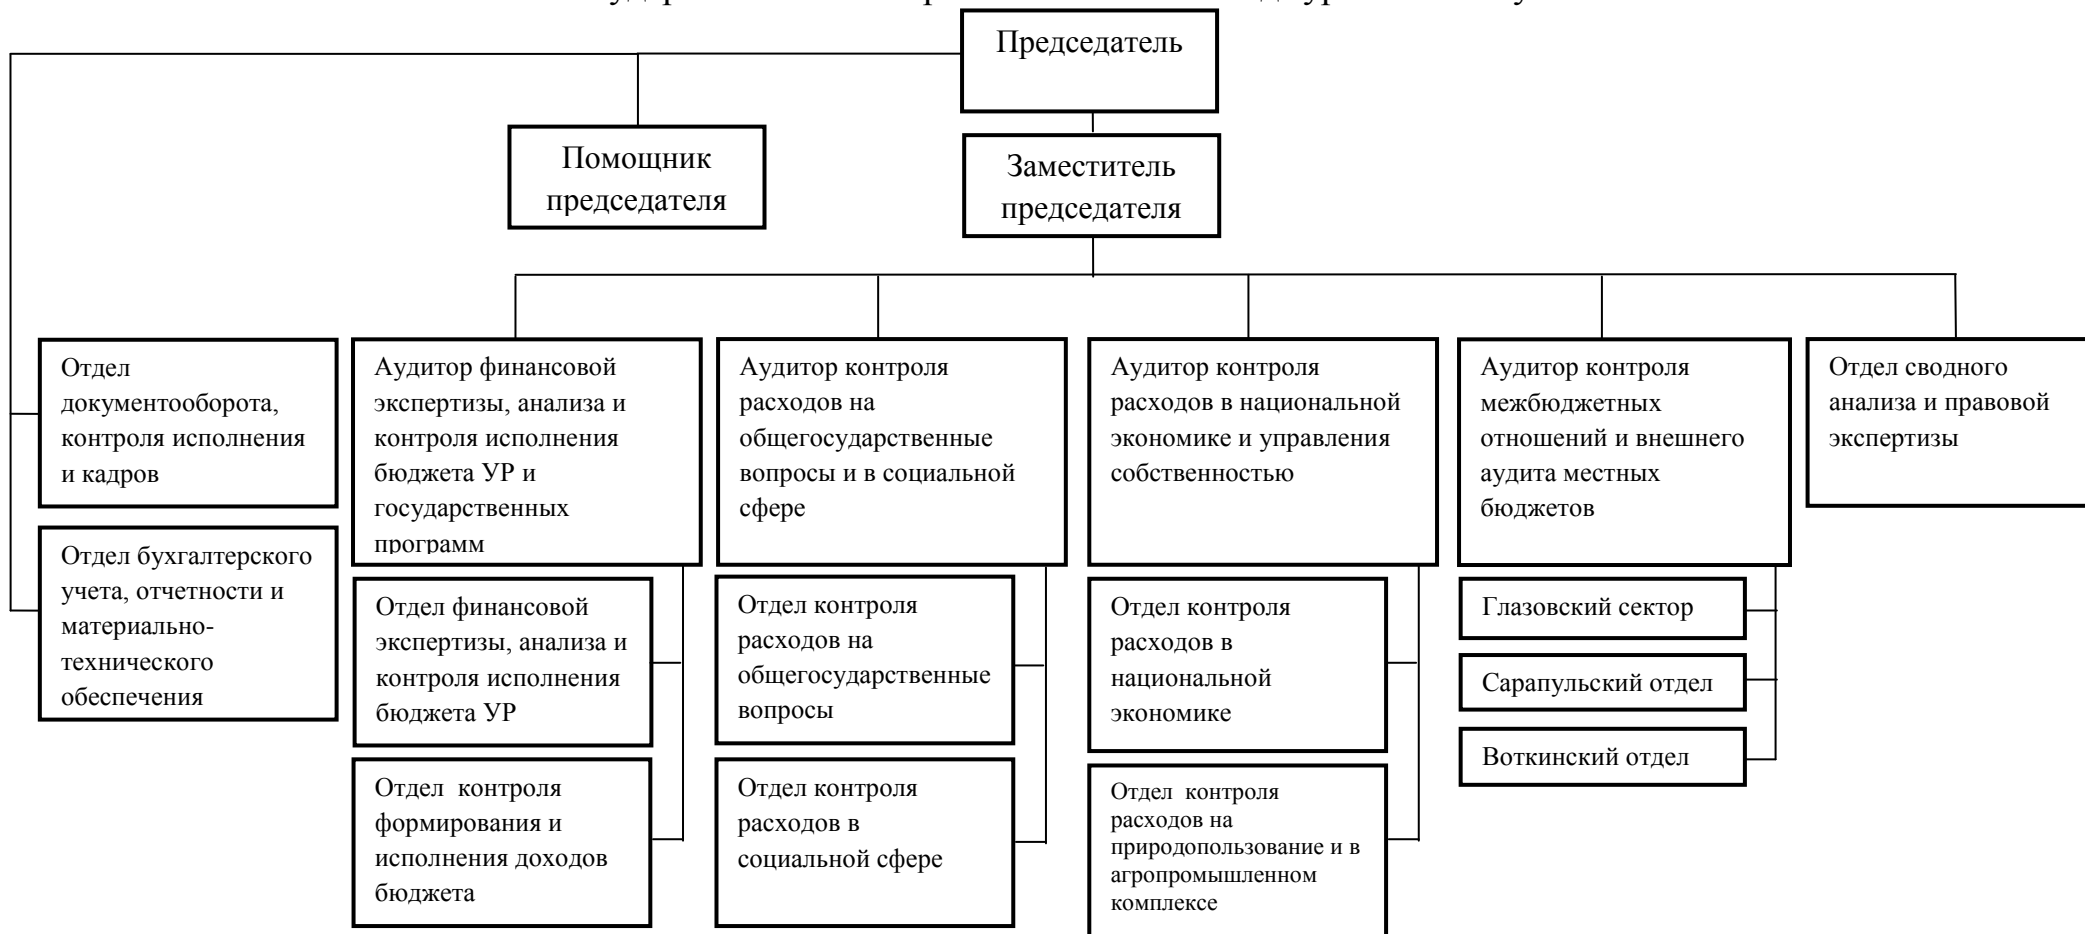 Председатель
Помощник
председателя
Заместитель
председателя
Отдел
документооборота,
контроля исполнения
и кадров
Аудитор финансовой
экспертизы, анализа и
контроля исполнения
бюджета УР и
государственных
программ
Аудитор контроля
расходов на
общегосударственные
вопросы и в социальной
сфере
Аудитор контроля
расходов в национальной
экономике и управления
собственностью
Аудитор контроля
межбюджетных
отношений и внешнего
аудита местных
бюджетов
Отдел сводного
анализа и правовой
экспертизы
Отдел бухгалтерского
учета, отчетности и
материально-
технического
обеспечения
Отдел финансовой
экспертизы, анализа и
контроля исполнения
бюджета УР
Отдел контроля
расходов на
общегосударственные
вопросы
Отдел контроля
расходов в
национальной
экономике
Глазовский сектор
Сарапульский отдел
Воткинский отдел
Отдел контроля
формирования и
исполнения доходов
бюджета
Отдел контроля
расходов в
социальной сфере
Отдел контроля
расходов на
природопользование и в
агропромышленном
комплексе